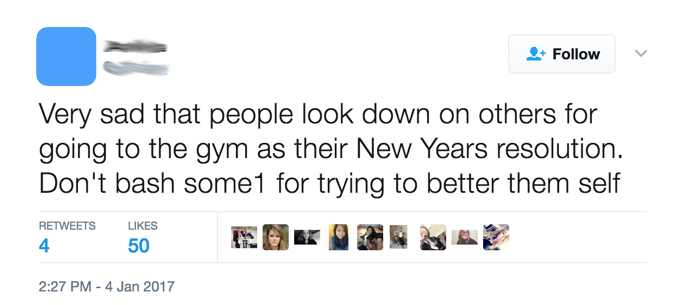 Follow
Very sad that people look down on others for
going to the gym as their New Years resolution.
Don't bash some1 for trying to better them self
RETWEETS LIKES
4 50
2:27 PM - 4 Jan 2017